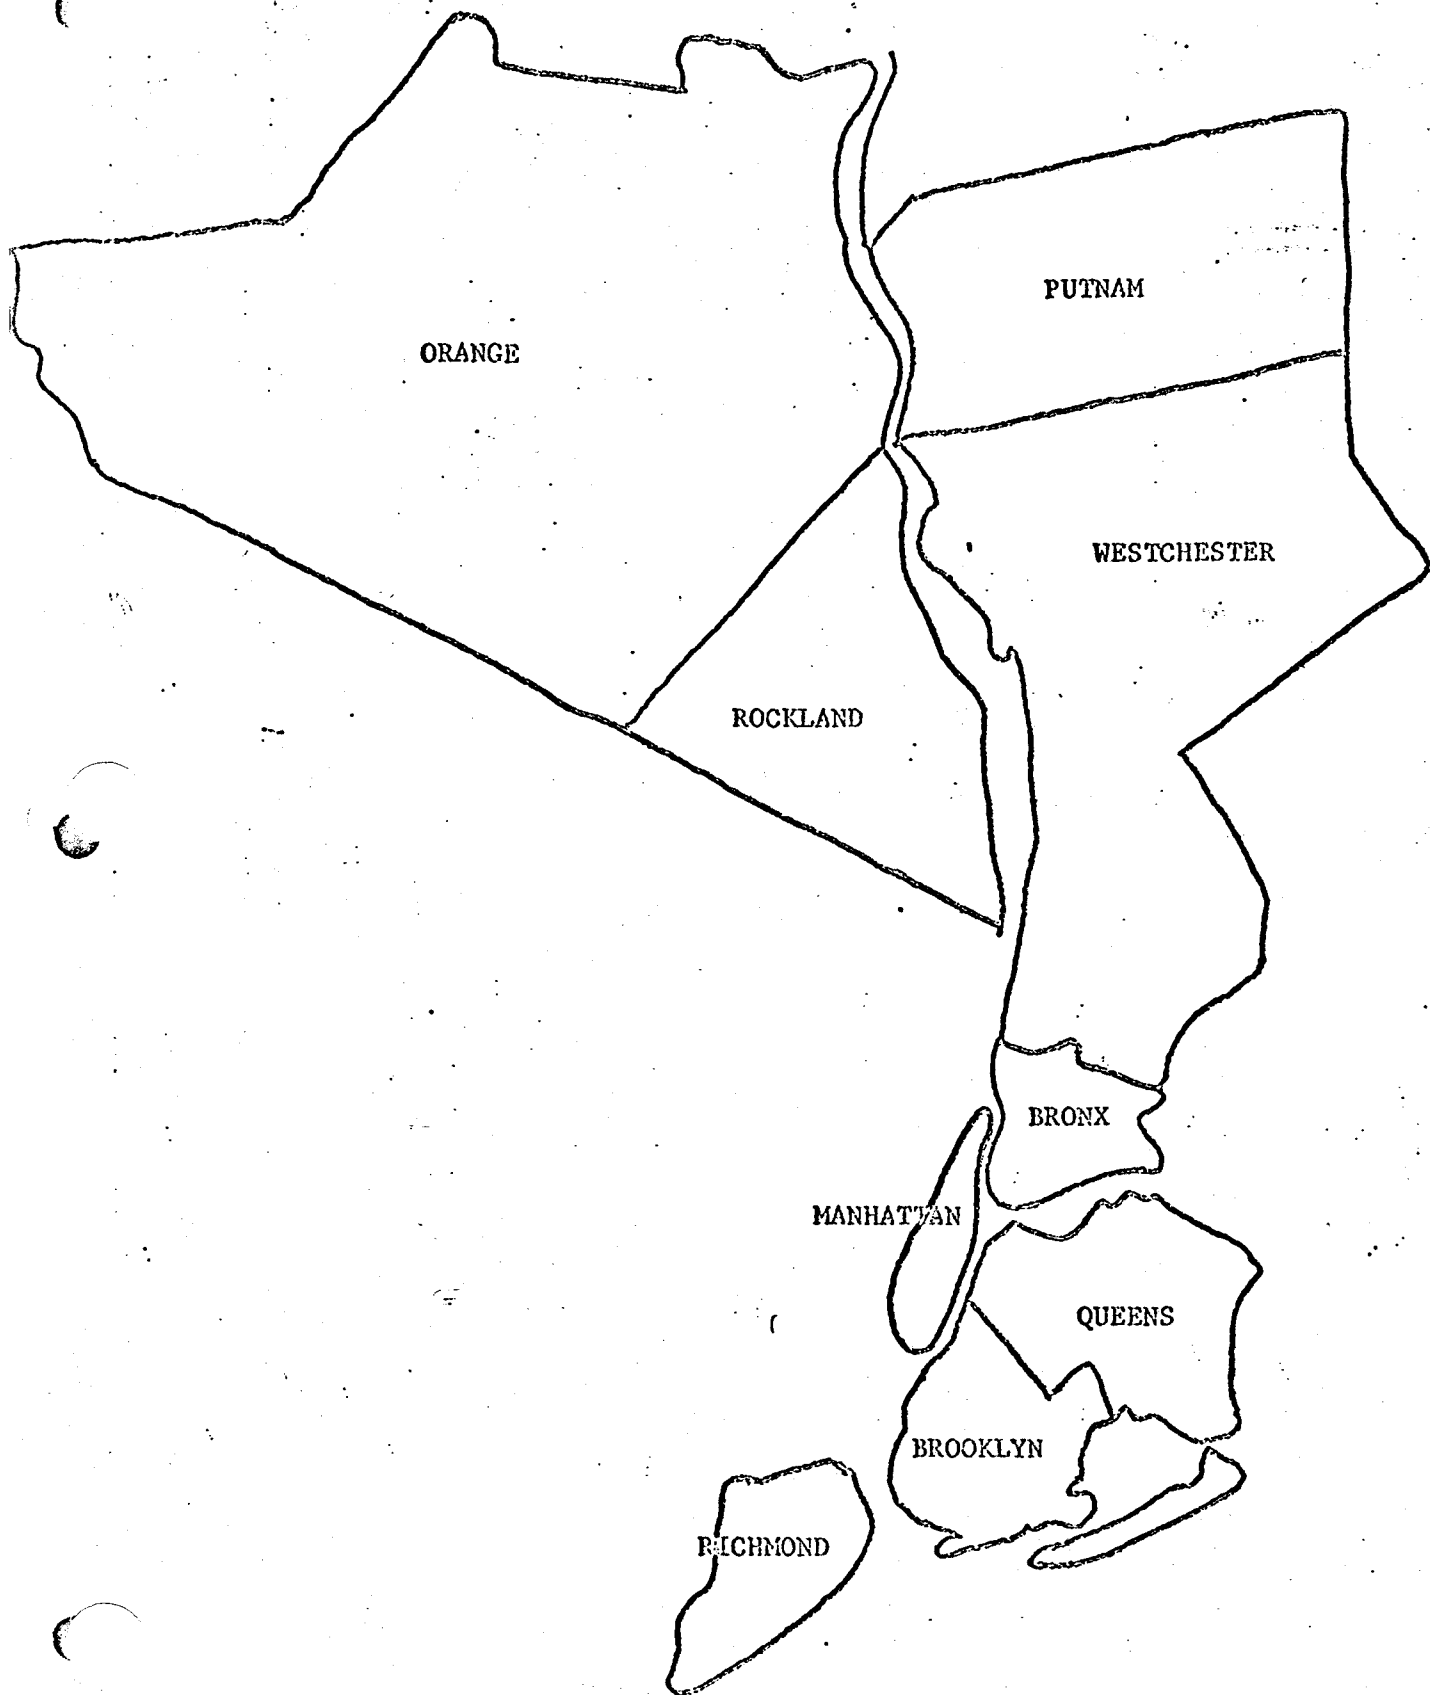 PUTNAM
ORANGE
WESTCHESTER
ROCKLAND
BRONX
MANHATTAN
QUEENS
BROOKLYN
RICHMOND